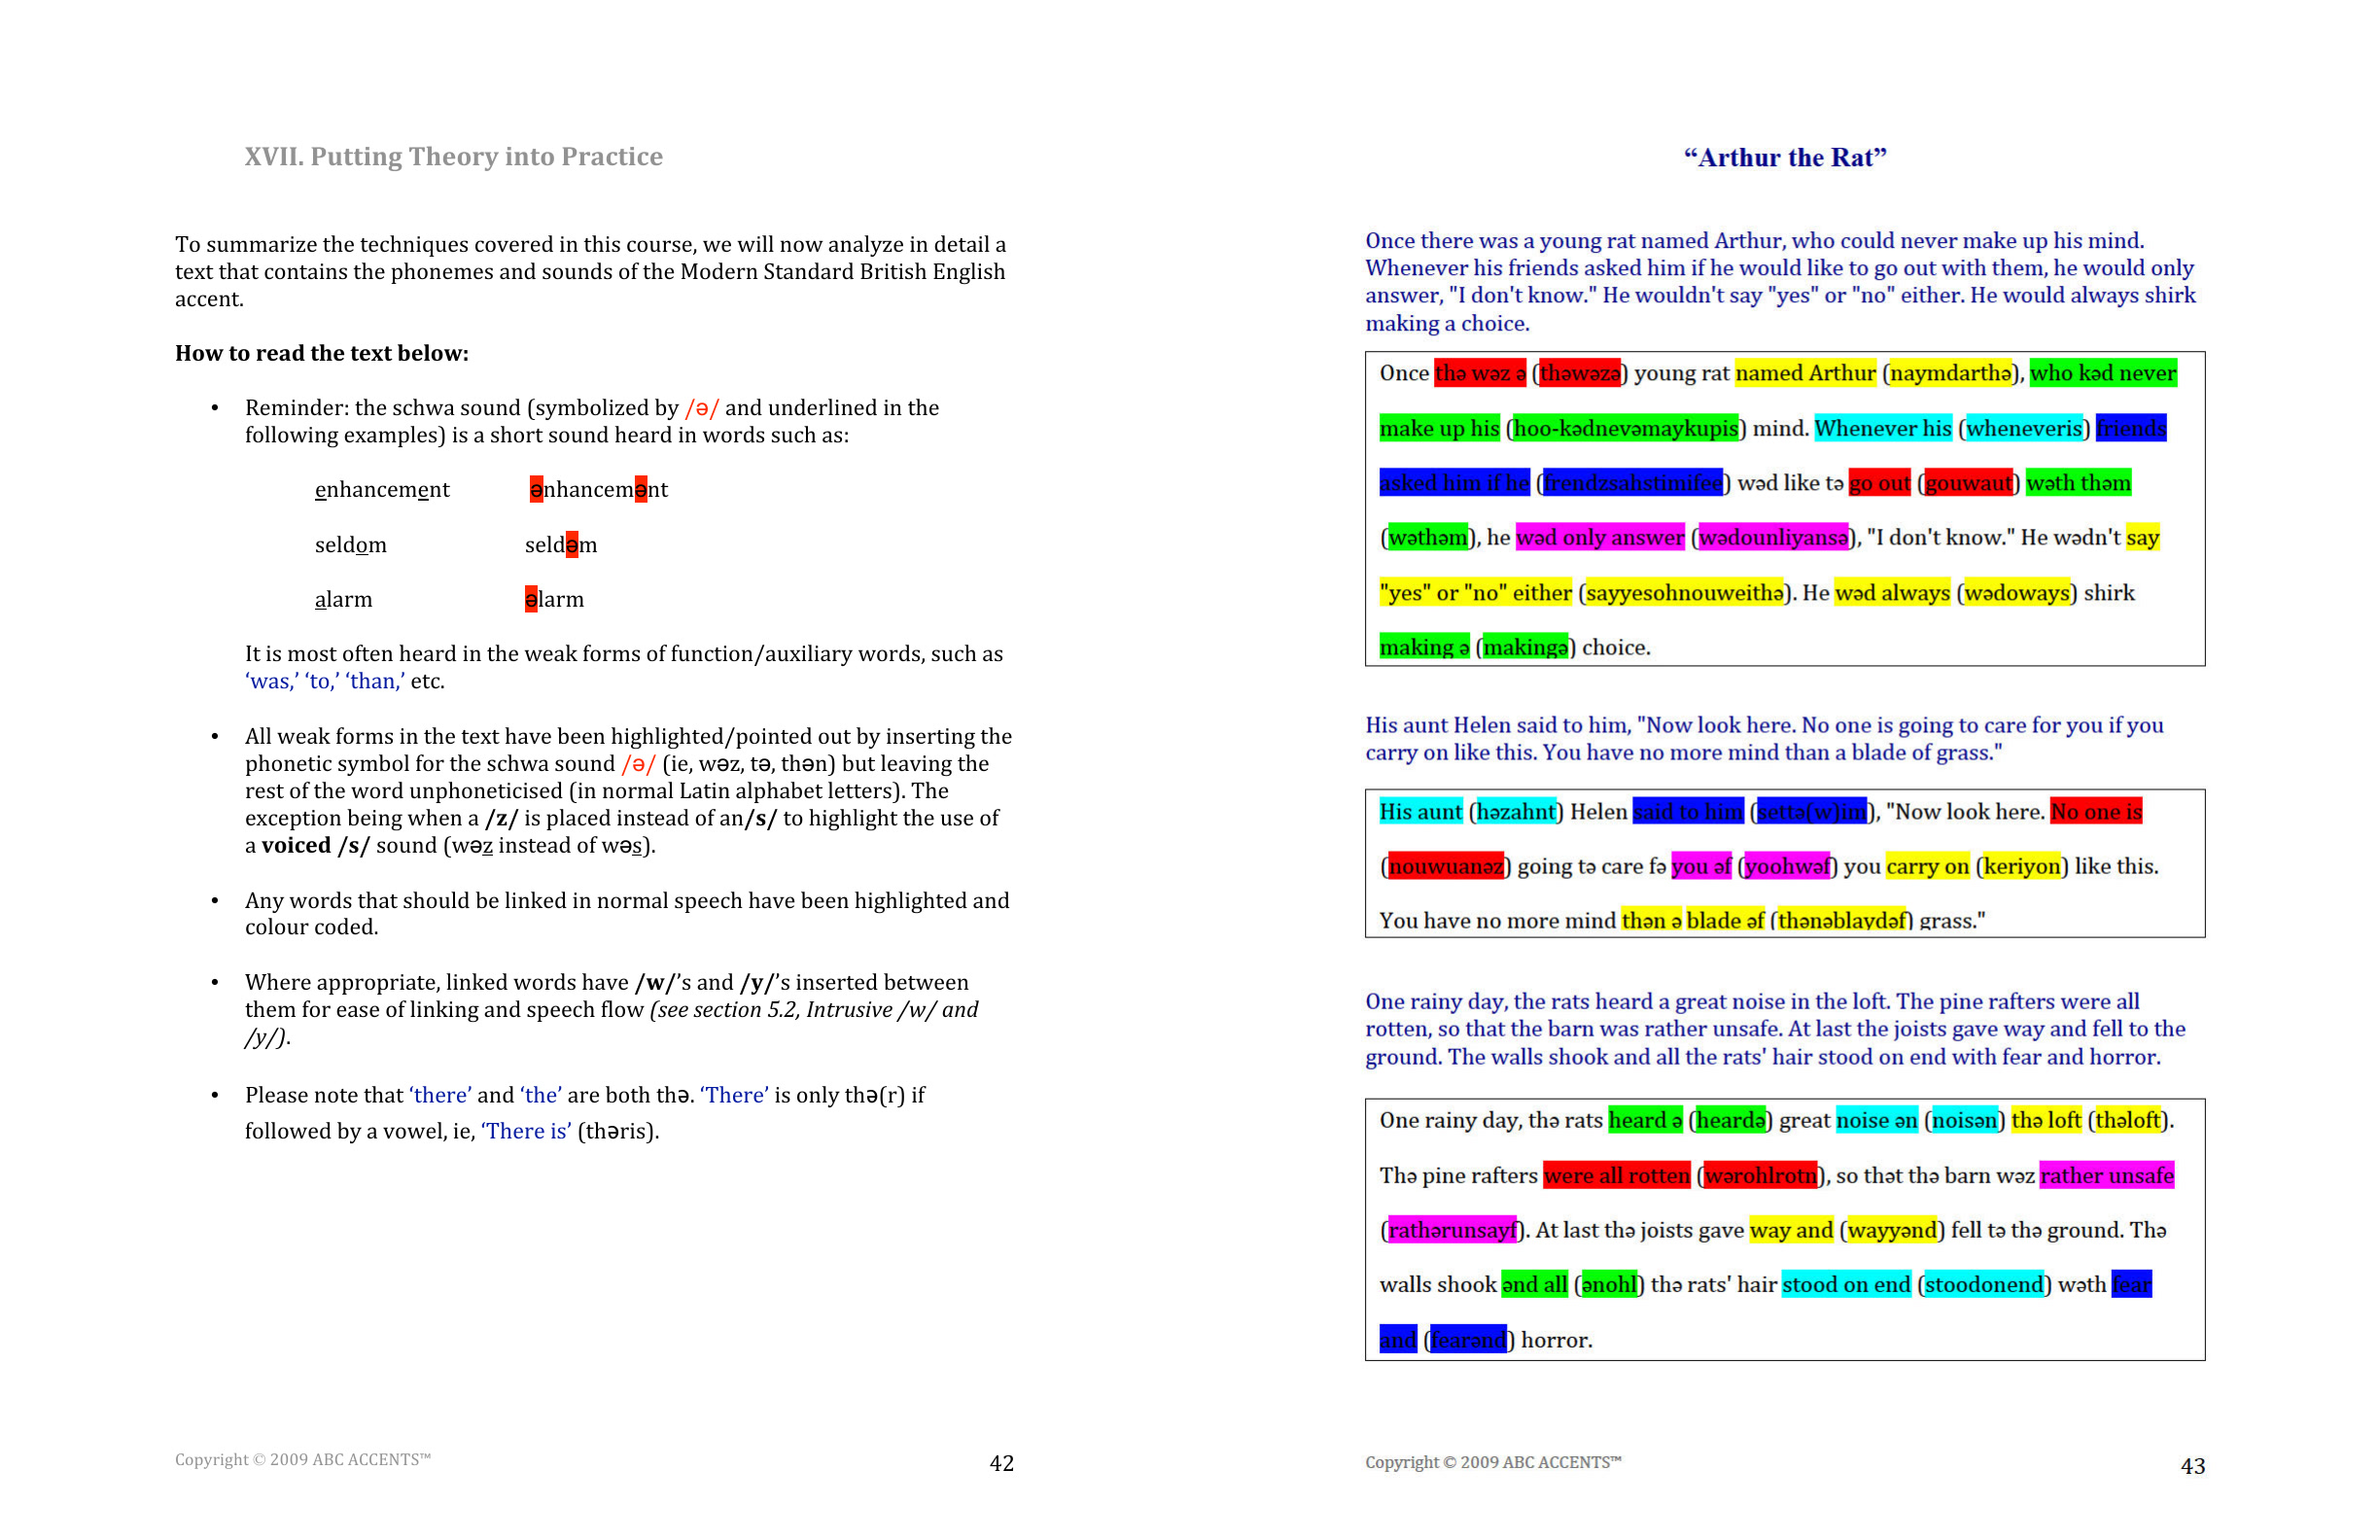 XVII. Putting Theory into Practice
To summarize the techniques covered in this course, we will now analyze in detail a
text that contains the phonemes and sounds of the Modern Standard British English
accent.
How to read the text below:
• Reminder: the schwa sound (symbolized by /ə/ and underlined in the
following examples) is a short sound heard in words such as:
enhancement ənhancemənt
seldom seldəm
alarm əlarm
It is most often heard in the weak forms of function/auxiliary words, such as
‘was,’ ‘to,’ ‘than,’ etc.
• All weak forms in the text have been highlighted/pointed out by inserting the
phonetic symbol for the schwa sound /ə/ (ie, wəz, tə, thən) but leaving the
rest of the word unphoneticised (in normal Latin alphabet letters). The
exception being when a /z/ is placed instead of an/s/ to highlight the use of
a voiced /s/ sound (wəz instead of wəs).
• Any words that should be linked in normal speech have been highlighted and
colour coded.
• Where appropriate, linked words have /w/’s and /y/’s inserted between
them for ease of linking and speech flow (see section 5.2, Intrusive /w/ and
/y/).
• Please note that ‘there’ and ‘the’ are both thə. ‘There’ is only thə(r) if
followed by a vowel, ie, ‘There is’ (thəris).
Copyright © 2009 ABC ACCENTS™ 42
“Arthur the Rat”
Once there was a young rat named Arthur, who could never make up his mind.
Whenever his friends asked him if he would like to go out with them, he would only
answer, "I don't know." He wouldn't say "yes" or "no" either. He would always shirk
making a choice.
Once thə wəz ə (thəwəzə) young rat named Arthur (naymdarthə), who kəd never
make up his (hoo-kədnevəmaykupis) mind. Whenever his (wheneveris) friends
asked him if he (frendzsahstimifee) wəd like tə go out (gouwaut) wəth thəm
(wəthəm), he wəd only answer (wədounliyansə), "I don't know." He wədn't say
"yes" or "no" either (sayyesohnouweithə). He wəd always (wədoways) shirk
making ə (makingə) choice.
His aunt Helen said to him, "Now look here. No one is going to care for you if you
carry on like this. You have no more mind than a blade of grass."
His aunt (həzahnt) Helen said to him (settə(w)im), "Now look here. No one is
(nouwuanəz) going tə care fə you əf (yoohwəf) you carry on (keriyon) like this.
You have no more mind thən ə blade əf (thənəblaydəf) grass."
One rainy day, the rats heard a great noise in the loft. The pine rafters were all
rotten, so that the barn was rather unsafe. At last the joists gave way and fell to the
ground. The walls shook and all the rats' hair stood on end with fear and horror.
One rainy day, thə rats heard ə (heardə) great noise ən (noisən) thə loft (thəloft).
Thə pine rafters were all rotten (wərohlrotn), so thət thə barn wəz rather unsafe
(rathərunsayf). At last thə joists gave way and (wayyənd) fell tə thə ground. Thə
walls shook ənd all (ənohl) thə rats' hair stood on end (stoodonend) wəth fear
and (fearənd) horror.
Copyright © 2009 ABC ACCENTS™ 43